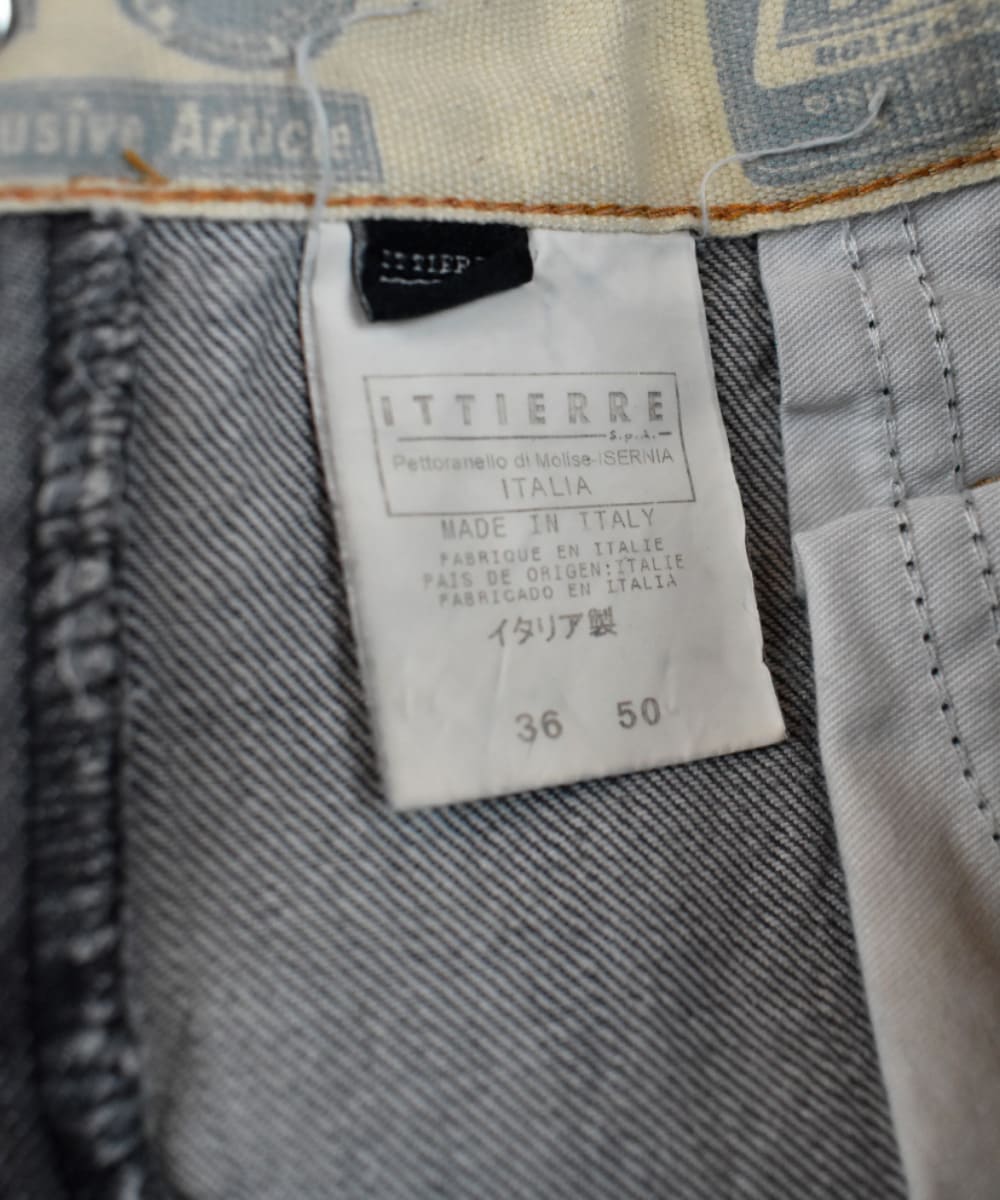 Article
ITTIERRE
S.p.A.
Pettoranello di Molise-ISERNIA
ITALIA
MADE IN ITALY
FABRIQUE EN ITALIE
PAIS DE ORIGEN:ITALIE
FABRICADO EN ITALIA
イタリア製
36 50